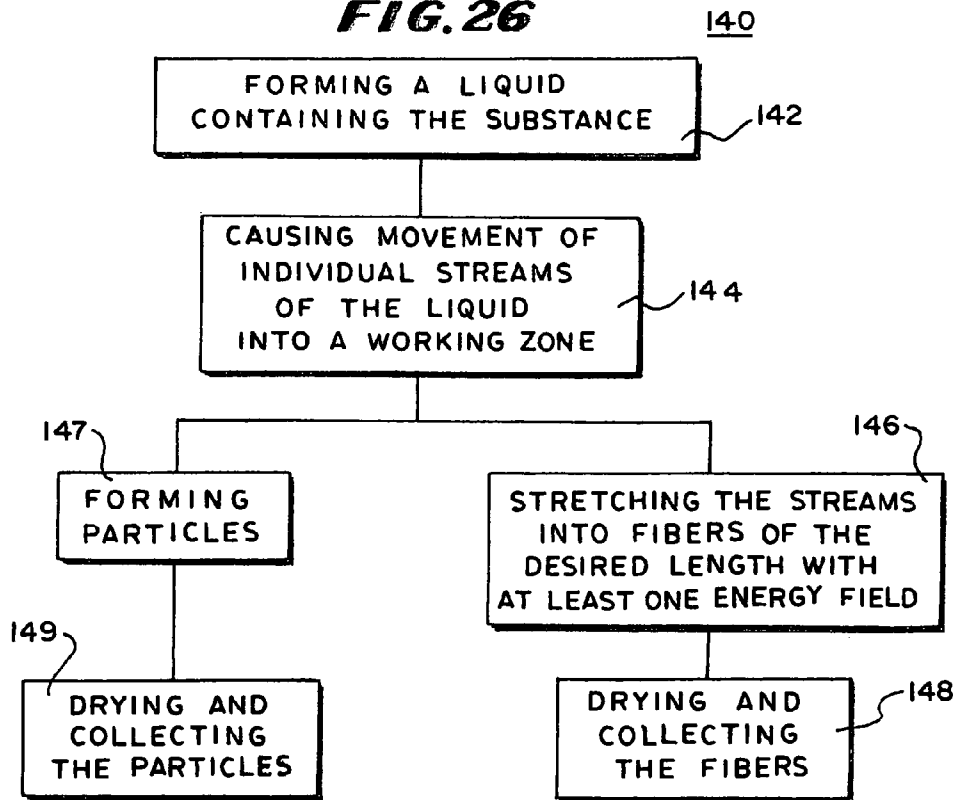 FIG. 26
140
FORMING A LIQUID
CONTAINING THE SUBSTANCE
142
CAUSING MOVEMENT OF
INDIVIDUAL STREAMS
OF THE LIQUID
INTO A WORKING ZONE
144
147
FORMING
PARTICLES
146
STRETCHING THE STREAMS
INTO FIBERS OF THE
DESIRED LENGTH WITH
AT LEAST ONE ENERGY FIELD
149
DRYING AND
COLLECTING
THE PARTICLES
DRYING AND
COLLECTING
THE FIBERS
148